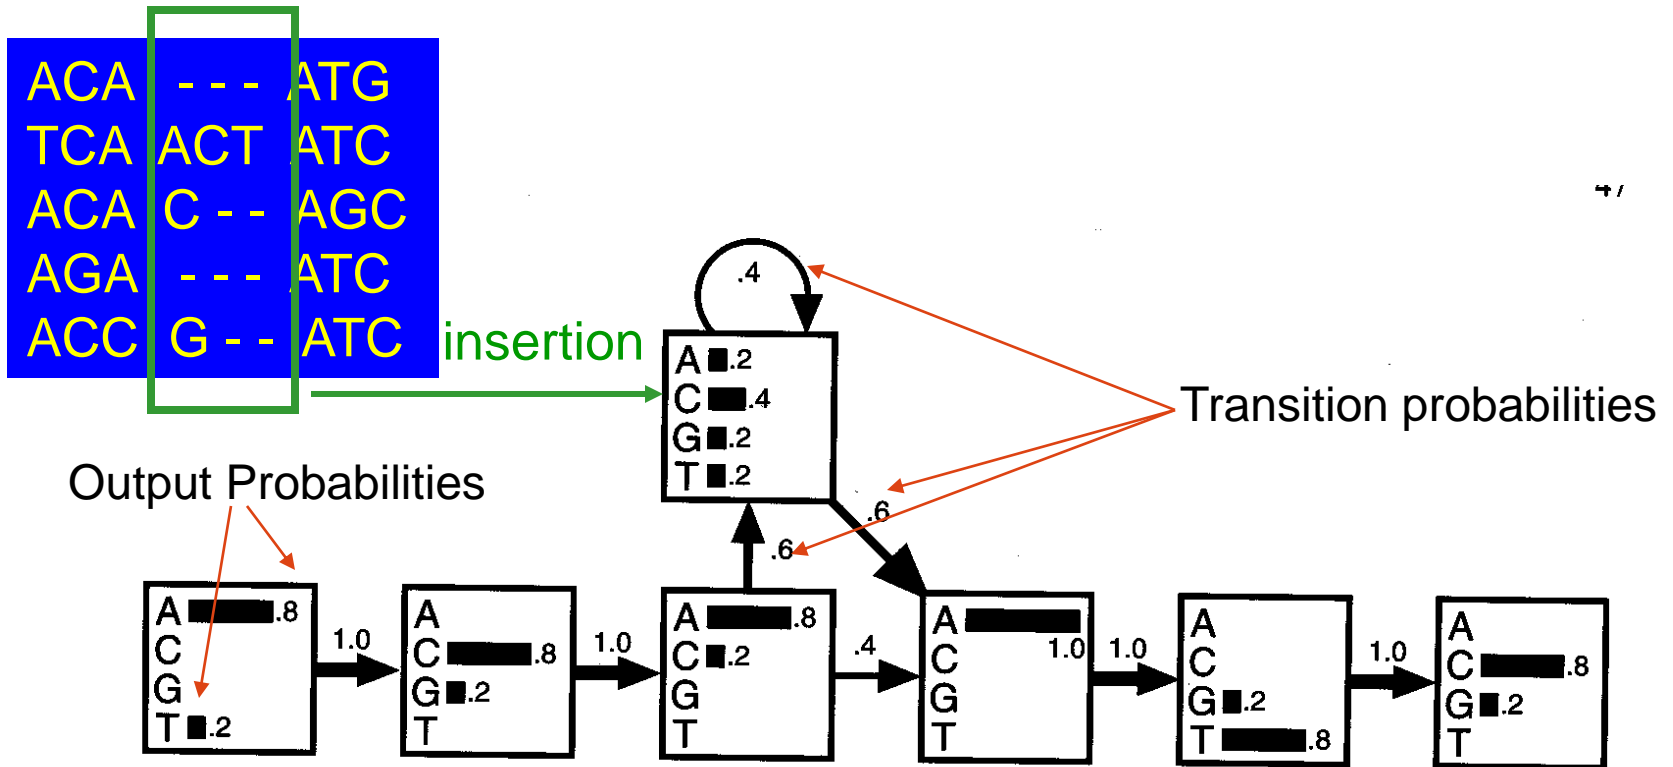 ACA - - - ATG
TCA ACT ATC
ACA C - - AGC
AGA - - - ATC
ACC G - - ATC
insertion
Transition probabilities
Output Probabilities
.4
A .2
C .4
G .2
T .2
.6
.6
A .8
C
G
T .2
1.0
A
C .8
G .2
T
1.0
A .8
C .2
G
T
.4
A 1.0
C
G
T
1.0
A
C
G .2
T .8
1.0
A
C .8
G .2
T